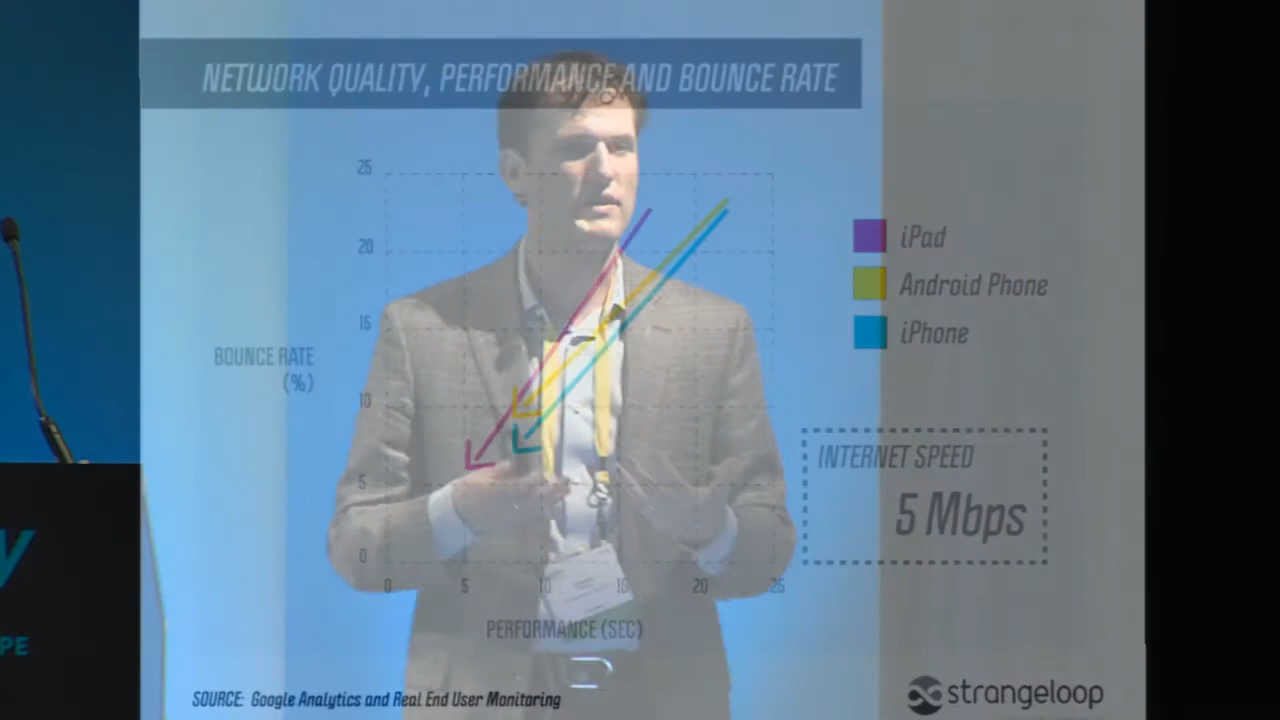 NETWORK QUALITY, PERFORMANCE AND BOUNCE RATE
25
20
15
10
5
0
BOUNCE RATE
(%)
0 5 10 15 20 25
PERFORMANCE (SEC)
iPad
Android Phone
iPhone
INTERNET SPEED
5 Mbps
SOURCE: Google Analytics and Real End User Monitoring
strangeloop
y
PE